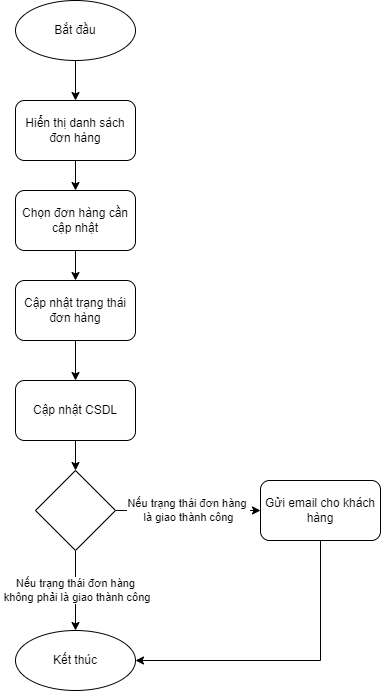 Bắt đầu
Hiển thị danh sách
đơn hàng
Chọn đơn hàng cần
cập nhật
Cập nhật trạng thái
đơn hàng
Cập nhật CSDL
Nếu trạng thái đơn hàng
là giao thành công
Gửi email cho khách
hàng
Nếu trạng thái đơn hàng
không phải là giao thành công
Kết thúc